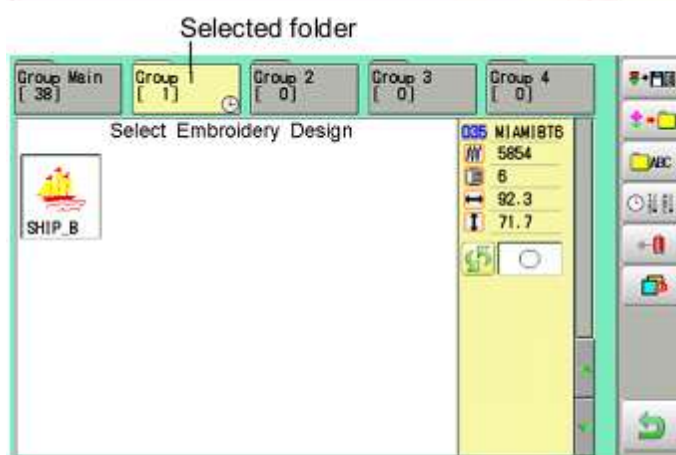 Selected folder
Group Main
[ 38]
Group
[ 1]
Group 2
[ 0]
Group 3
[ 0]
Group 4
[ 0]
Select Embroidery Design
SHIP_B
035 MIAMIBT6
5854
6
92.3
71.7
ABC